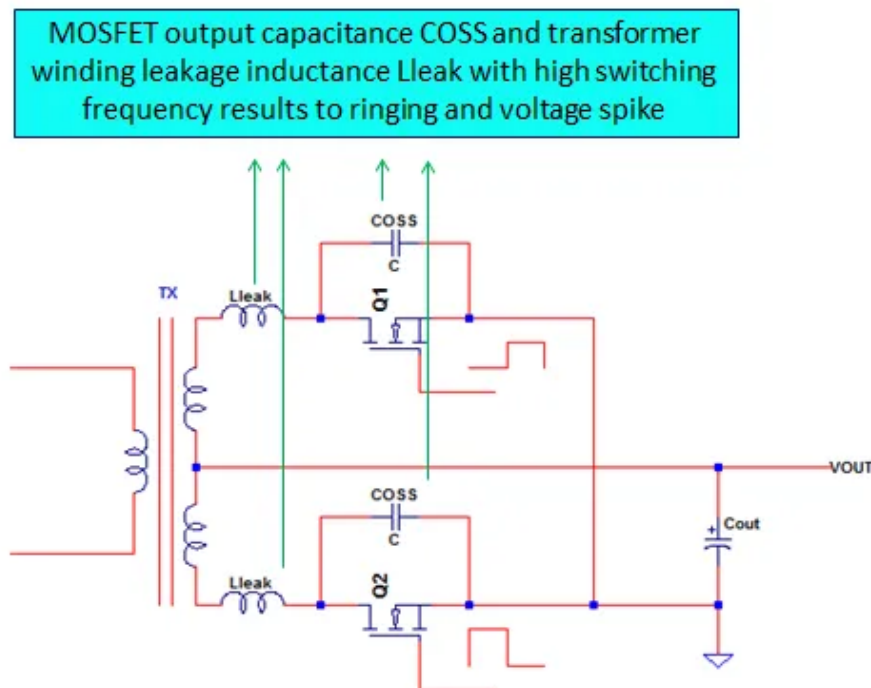 MOSFET output capacitance COSS and transformer
winding leakage inductance Lleak with high switching
frequency results to ringing and voltage spike
COSS
C
TX
Lleak
Q1
VOUT
COSS
C
+
Cout
Lleak
Q2